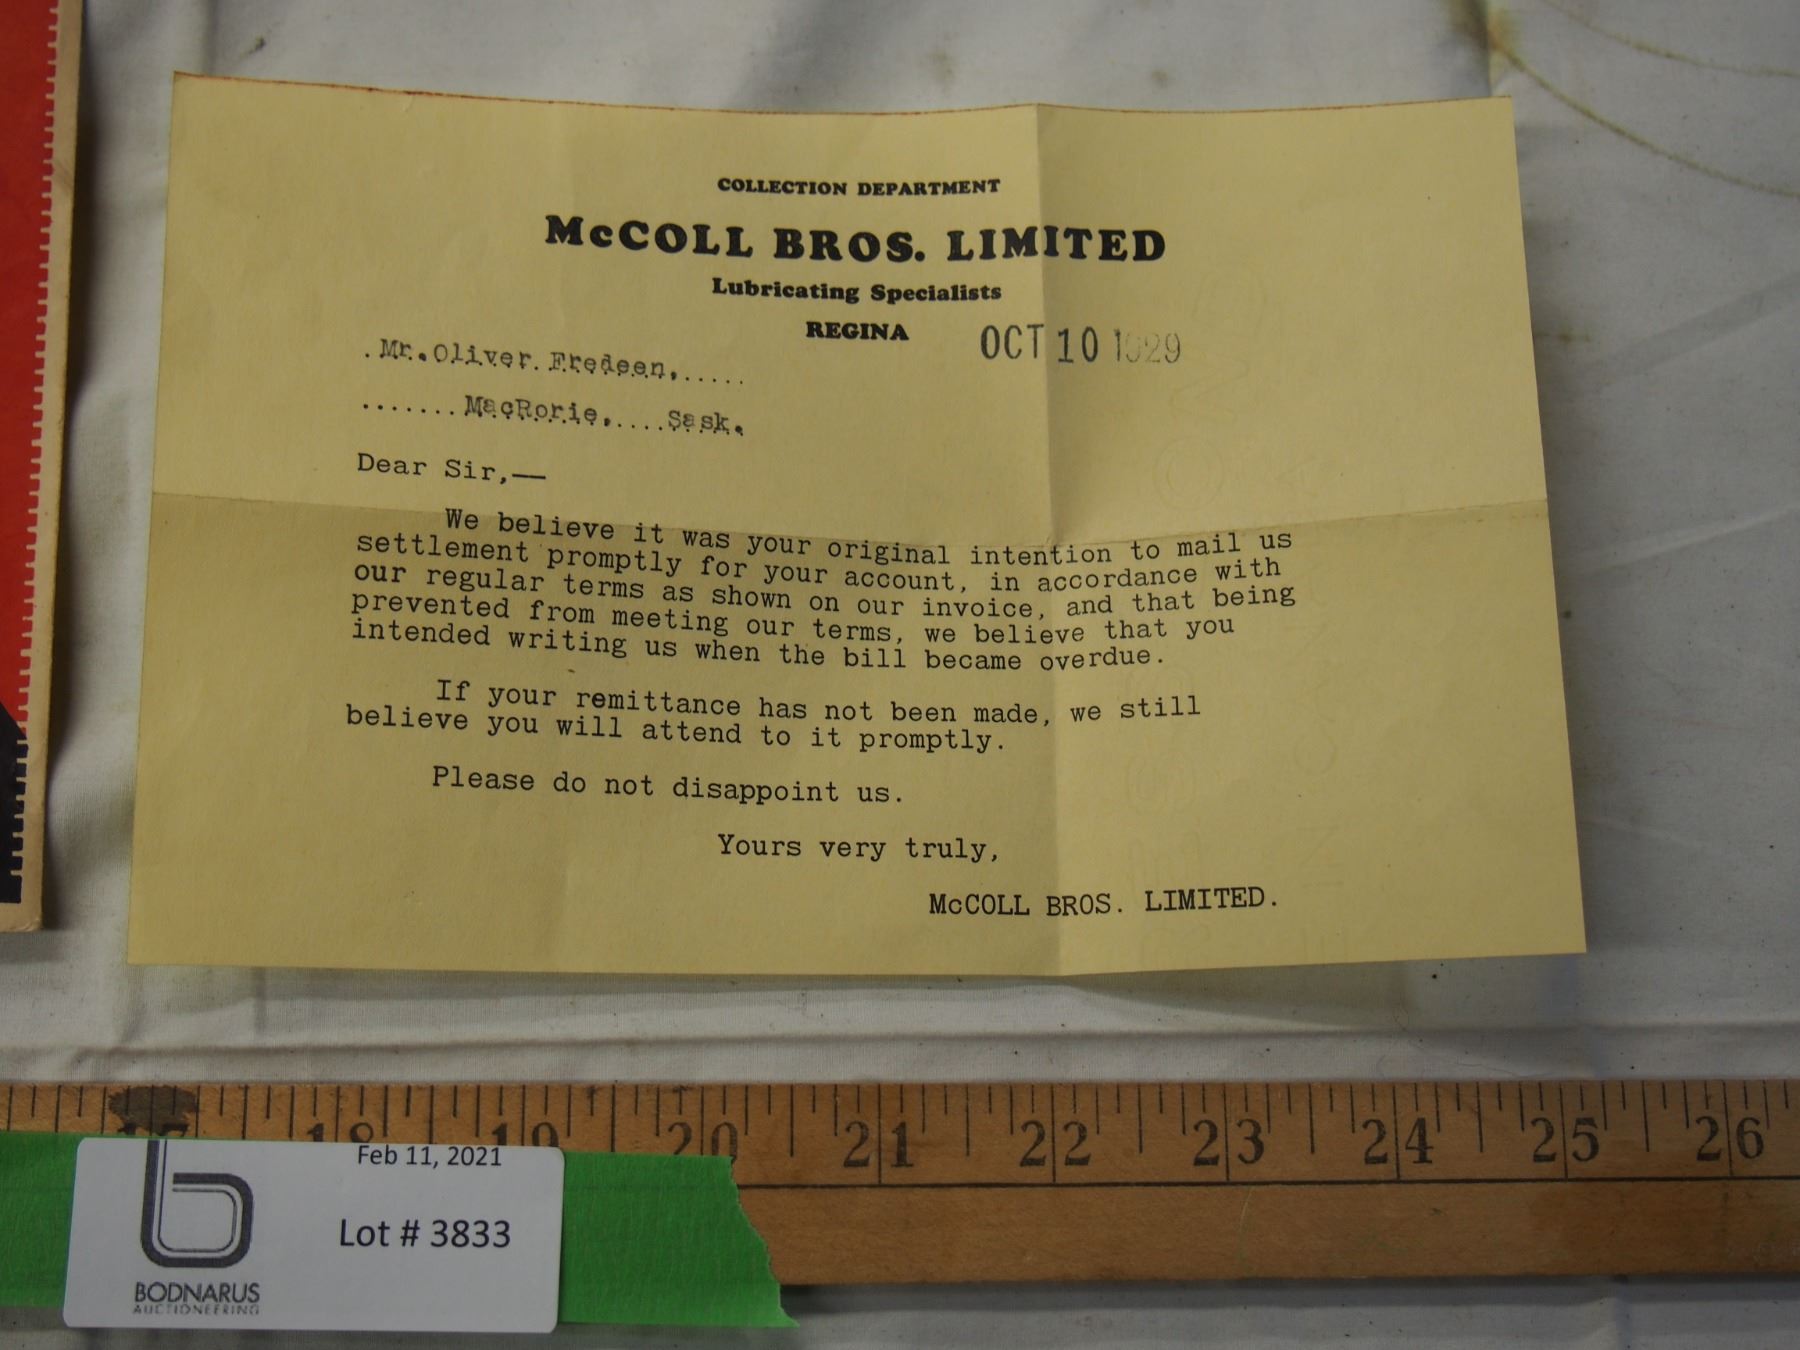 COLLECTION DEPARTMENT
McCOLL BROS. LIMITED
Lubricating Specialists
REGINA OCT 10 1929
.Mr.Oliver.Fredeen,.....
.......MacRorie,....Sask.
Dear Sir,—
We believe it was your original intention to mail us
settlement promptly for your account, in accordance with
our regular terms as shown on our invoice, and that being
prevented from meeting our terms, we believe that you
intended writing us when the bill became overdue.
If your remittance has not been made, we still
believe you will attend to it promptly.
Please do not disappoint us.
Yours very truly,
McCOLL BROS. LIMITED.
17 18 19 20 21 22 23 24 25 26
Feb 11, 2021
Lot # 3833
BODNARUS
AUCTIONEERING